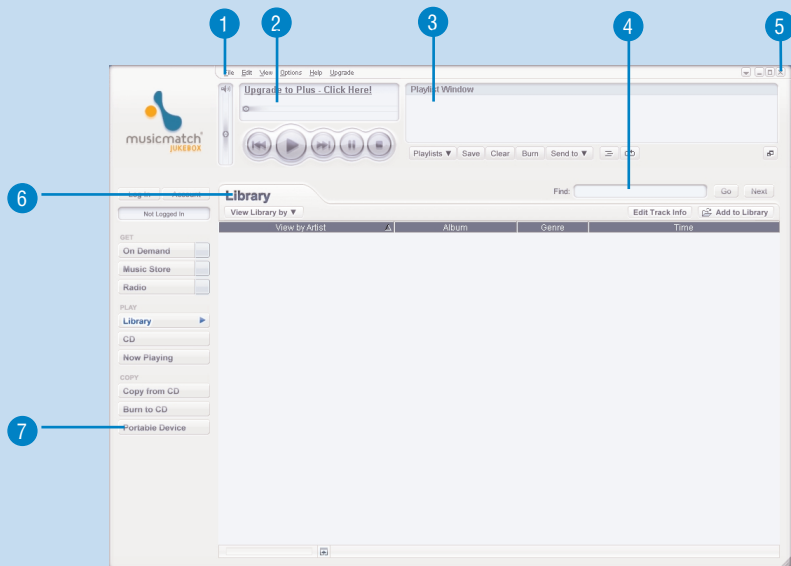 1
2
3
4
5
File Edit View Options Help Upgrade
Upgrade to Plus - Click Here!
Playlist Window
musicmatch
JUKEBOX
Playlists ▼ Save Clear Burn Send to ▼
6
Log In Account
Library
Find:
Go Next
Not Logged In
View Library by ▼
Edit Track Info Add to Library
View by Artist Album Genre Time
GET
On Demand
Music Store
Radio
PLAY
Library
CD
Now Playing
COPY
Copy from CD
Burn to CD
7
Portable Device